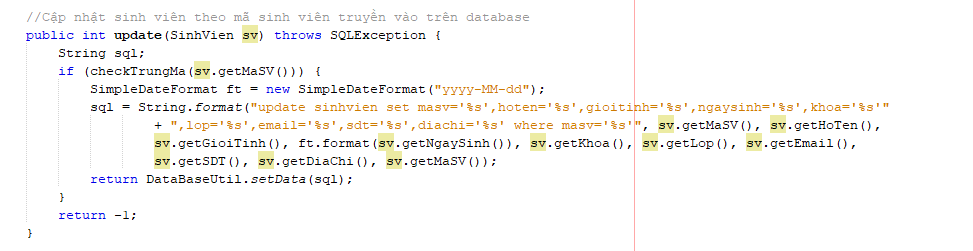 //Cập nhật sinh viên theo mã sinh viên truyền vào trên database
public int update(SinhVien sv) throws SQLException {
String sql;
if (checkTrungMa(sv.getMaSV())) {
SimpleDateFormat ft = new SimpleDateFormat("yyyy-MM-dd");
sql = String.format("update sinhvien set masv='%s',hoten='%s',gioitinh='%s',ngaysinh='%s',khoa='%s'"
+ ",lop='%s',email='%s',sdt='%s',diachi='%s' where masv='%s'", sv.getMaSV(), sv.getHoTen(),
sv.getGioiTinh(), ft.format(sv.getNgaySinh()), sv.getKhoa(), sv.getLop(), sv.getEmail(),
sv.getSDT(), sv.getDiaChi(), sv.getMaSV());
return DataBaseUtil.setData(sql);
}
return -1;
}